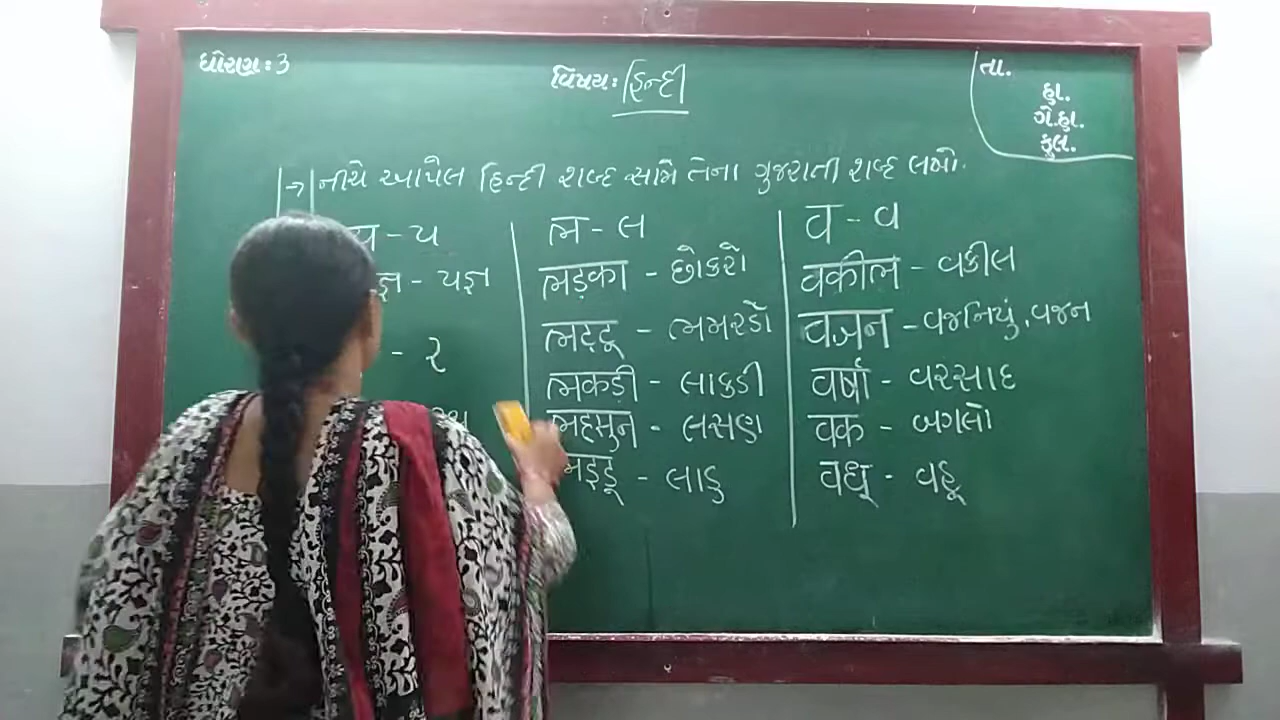 ધોરણ: 3
વિષય: હિન્દી
તા.
હા.
ગે.હા.
કુલ.
→ નીચે આપેલ હિન્દી શબ્દ સામે તેના ગુજરાતી શબ્દ લખો.
य - ય
- યજ્ઞ
- ર
ल - લ
लड़का - છોકરો
लट्टू - ભમરડો
लकड़ी - લાકડી
लहसुन - લસણ
लड्डू - લાડુ
व - વ
वकील - વકીલ
वजन - વજનિયું, વજન
वर्षा - વરસાદ
वक - બગલો
वधू - વહૂ